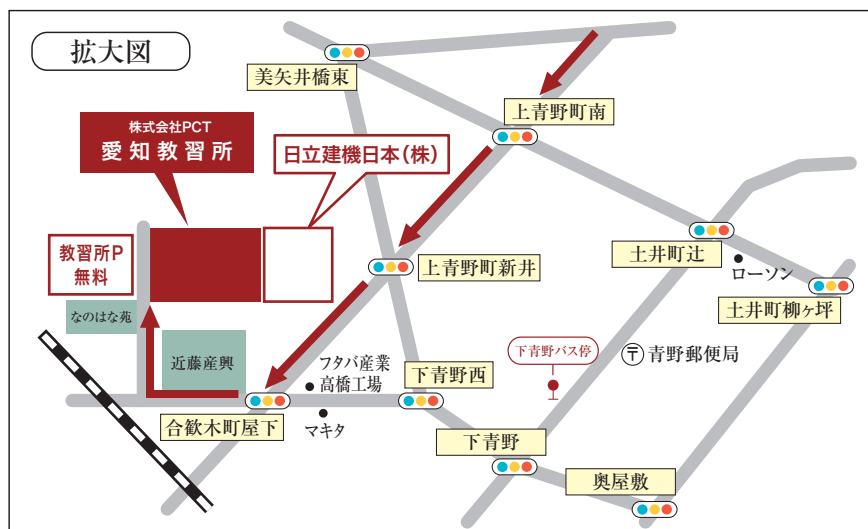 拡大図
美矢井橋東
上青野町南
株式会社PCT
愛知教習所
日立建機日本(株)
教習所P
無料
上青野町新井
土井町辻
ローソン
土井町柳ヶ坪
なのはな苑
近藤産興
フタバ産業
高橋工場
下青野西
下青野バス停
〒青野郵便局
合歓木町屋下
マキタ
下青野
奥屋敷